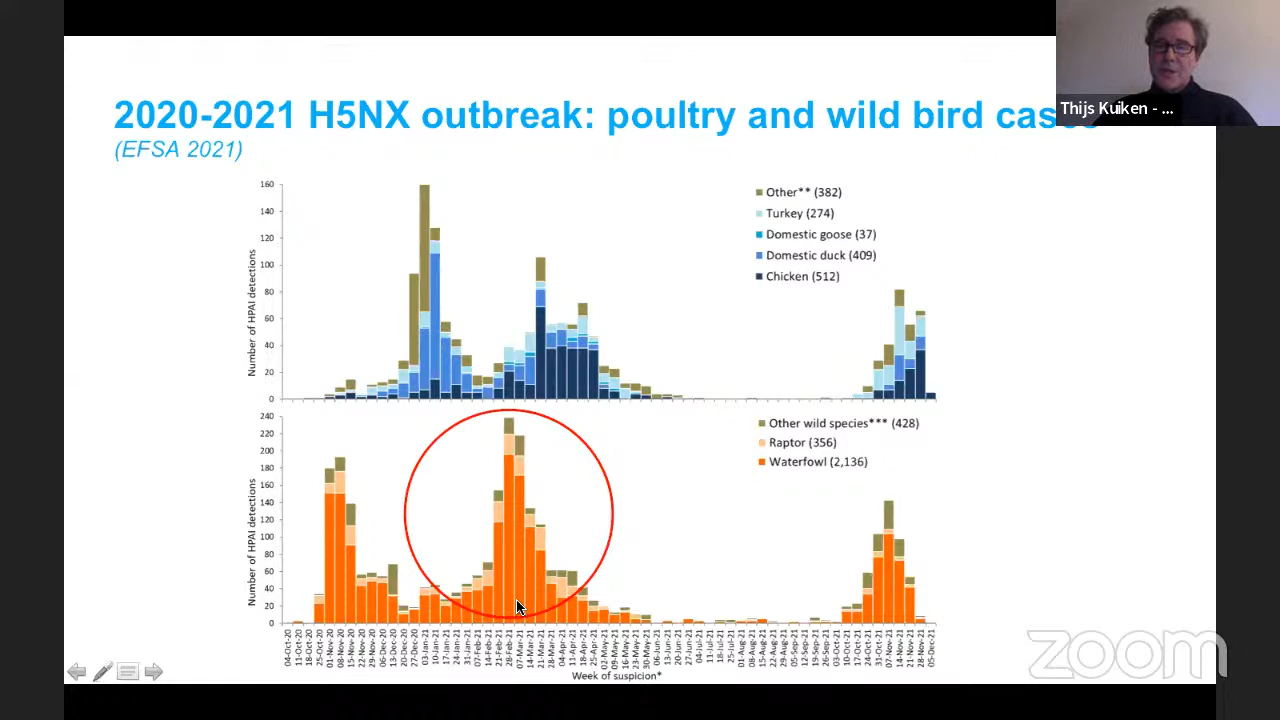 Thijs Kuiken - ...
2020-2021 H5NX outbreak: poultry and wild bird cases
(EFSA 2021)
160
140
120
100
80
60
40
20
0
Number of HPAI detections
Other** (382)
Turkey (274)
Domestic goose (37)
Domestic duck (409)
Chicken (512)
240
220
200
180
160
140
120
100
80
60
40
20
0
Number of HPAI detections
Other wild species*** (428)
Raptor (356)
Waterfowl (2,136)
04-Oct-20
11-Oct-20
18-Oct-20
25-Oct-20
01-Nov-20
08-Nov-20
15-Nov-20
22-Nov-20
29-Nov-20
06-Dec-20
13-Dec-20
20-Dec-20
27-Dec-20
03-Jan-21
10-Jan-21
17-Jan-21
24-Jan-21
31-Jan-21
07-Feb-21
14-Feb-21
21-Feb-21
28-Feb-21
07-Mar-21
14-Mar-21
21-Mar-21
28-Mar-21
04-Apr-21
11-Apr-21
18-Apr-21
25-Apr-21
02-May-21
09-May-21
16-May-21
23-May-21
30-May-21
06-Jun-21
13-Jun-21
20-Jun-21
27-Jun-21
04-Jul-21
11-Jul-21
18-Jul-21
25-Jul-21
01-Aug-21
08-Aug-21
15-Aug-21
22-Aug-21
29-Aug-21
05-Sep-21
12-Sep-21
19-Sep-21
26-Sep-21
03-Oct-21
10-Oct-21
17-Oct-21
24-Oct-21
31-Oct-21
07-Nov-21
14-Nov-21
21-Nov-21
28-Nov-21
05-Dec-21
Week of suspicion*
zoom